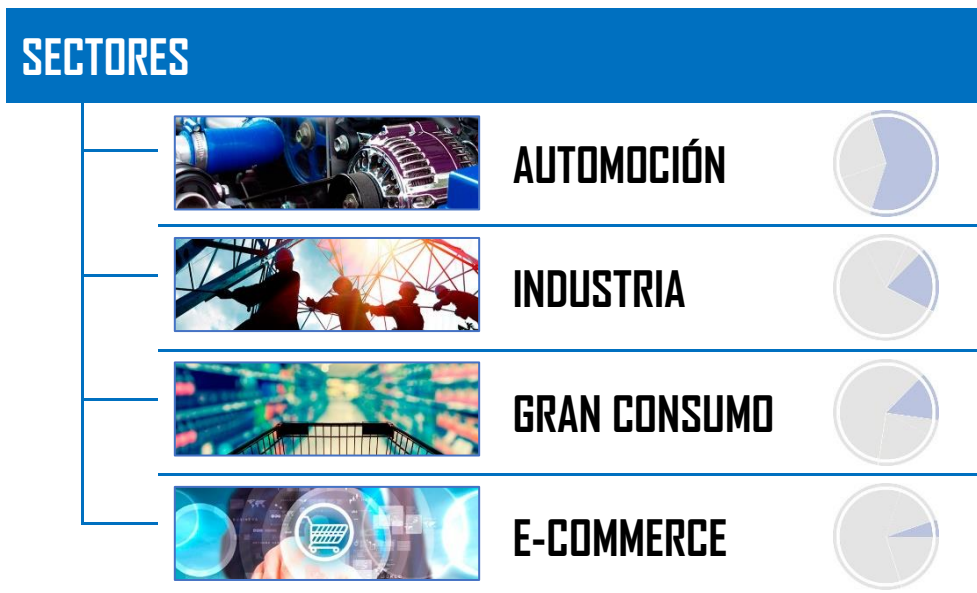 SECTORES
AUTOMOCIÓN
INDUSTRIA
GRAN CONSUMO
E-COMMERCE